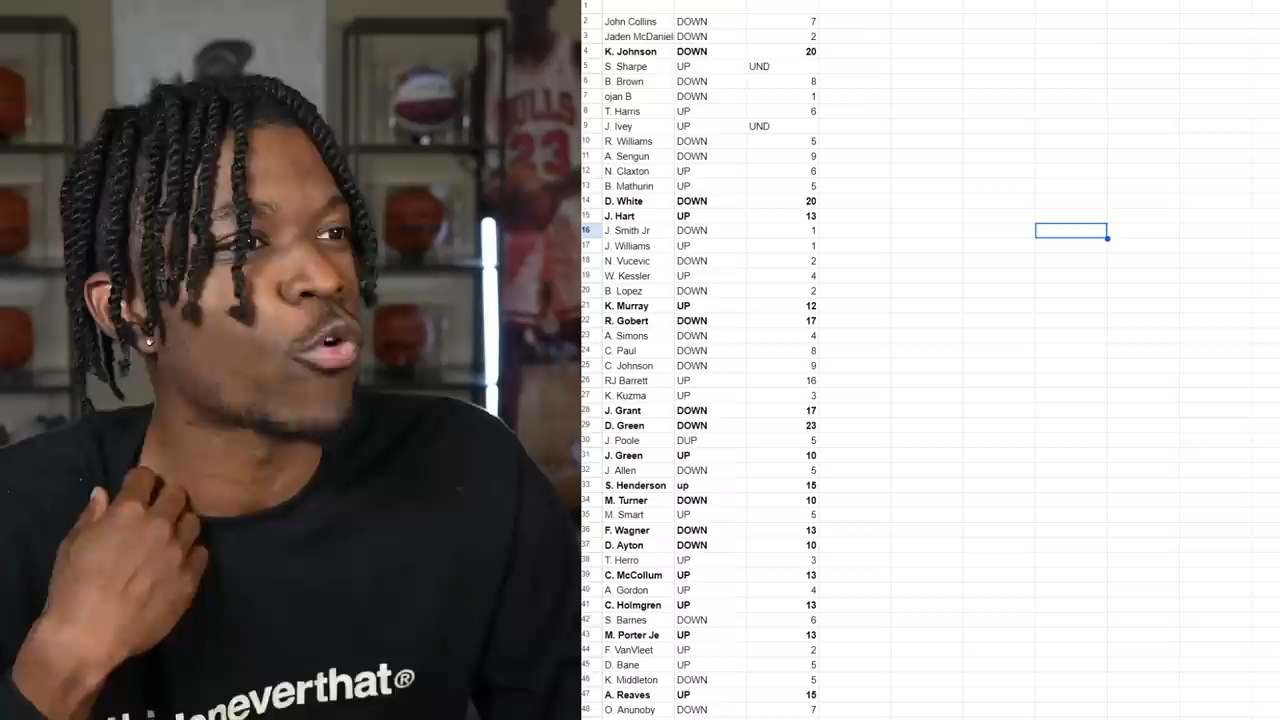 BULLS
23
thisisneverthat®
1
2 John Collins DOWN 7
3 Jaden McDaniel DOWN 2
4 K. Johnson DOWN 20
5 S. Sharpe UP UND
6 B. Brown DOWN 8
7 ojan B DOWN 1
8 T. Harris UP 6
9 J. Ivey UP UND
10 R. Williams DOWN 5
11 A. Sengun DOWN 9
12 N. Claxton UP 6
13 B. Mathurin UP 5
14 D. White DOWN 20
15 J. Hart UP 13
16 J. Smith Jr DOWN 1
17 J. Williams UP 1
18 N. Vucevic DOWN 2
19 W. Kessler UP 4
20 B. Lopez DOWN 2
21 K. Murray UP 12
22 R. Gobert DOWN 17
23 A. Simons DOWN 4
24 C. Paul DOWN 8
25 C. Johnson DOWN 9
26 RJ Barrett UP 16
27 K. Kuzma UP 3
28 J. Grant DOWN 17
29 D. Green DOWN 23
30 J. Poole DUP 5
31 J. Green UP 10
32 J. Allen DOWN 5
33 S. Henderson up 15
34 M. Turner DOWN 10
35 M. Smart UP 5
36 F. Wagner DOWN 13
37 D. Ayton DOWN 10
38 T. Herro UP 3
39 C. McCollum UP 13
40 A. Gordon UP 4
41 C. Holmgren UP 13
42 S. Barnes DOWN 6
43 M. Porter Je UP 13
44 F. VanVleet UP 2
45 D. Bane UP 5
46 K. Middleton DOWN 5
47 A. Reaves UP 15
48 O. Anunoby DOWN 7